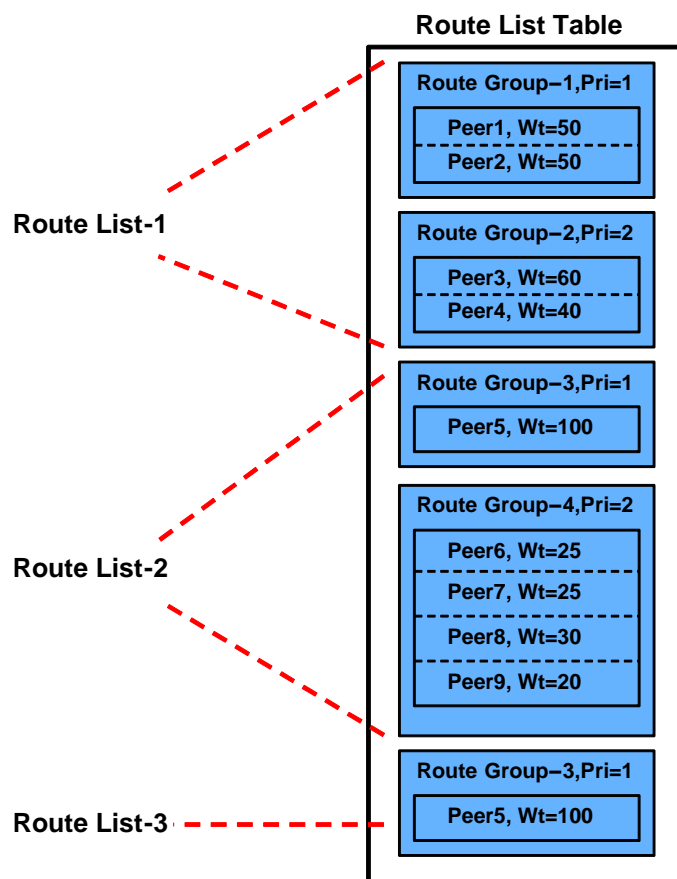 Route List Table
Route Group–1,Pri=1
Peer1, Wt=50
Peer2, Wt=50
Route List-1
Route Group–2,Pri=2
Peer3, Wt=60
Peer4, Wt=40
Route Group–3,Pri=1
Peer5, Wt=100
Route Group–4,Pri=2
Peer6, Wt=25
Route List-2
Peer7, Wt=25
Peer8, Wt=30
Peer9, Wt=20
Route Group–3,Pri=1
Route List-3
Peer5, Wt=100